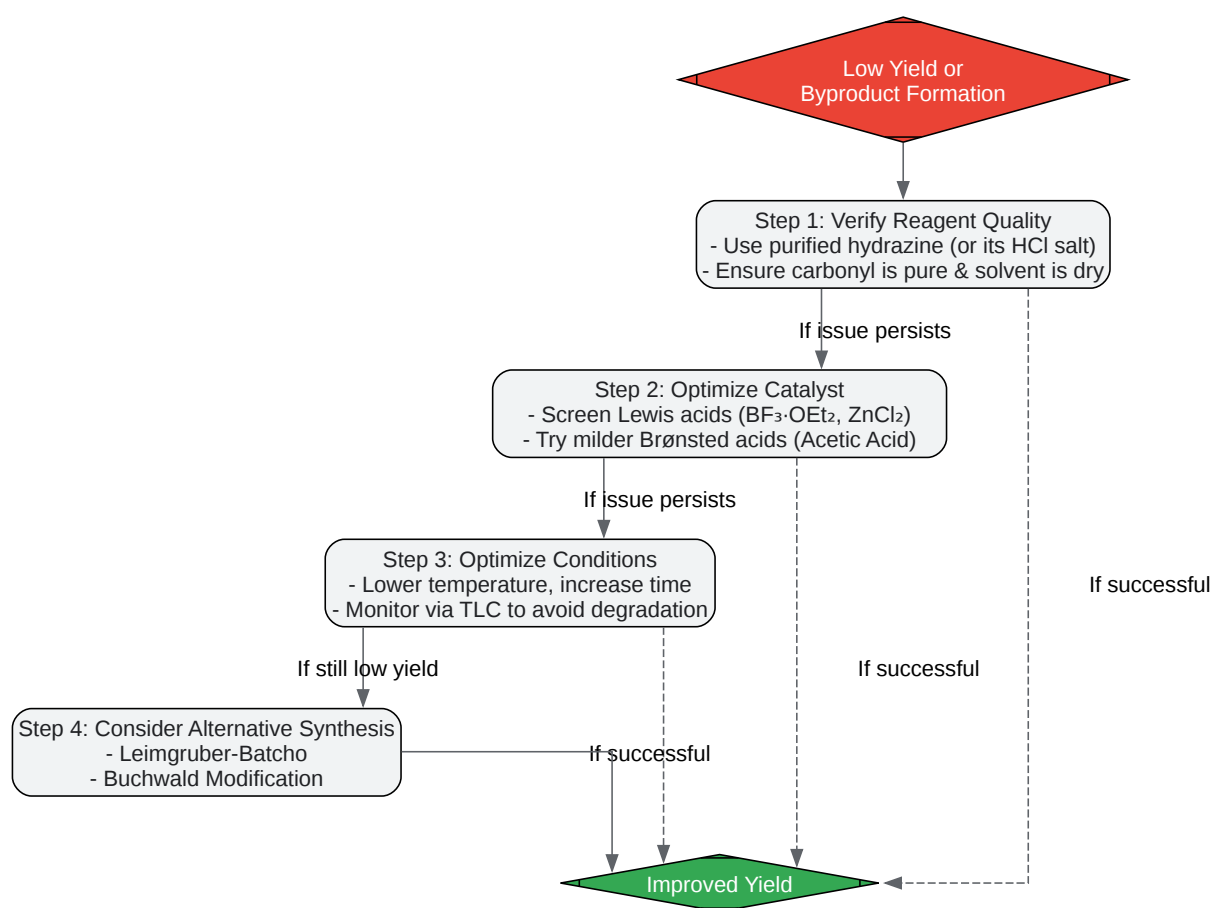 Low Yield or
Byproduct Formation
Step 1: Verify Reagent Quality
- Use purified hydrazine (or its HCl salt)
- Ensure carbonyl is pure & solvent is dry
If issue persists
Step 2: Optimize Catalyst
- Screen Lewis acids (BF₃·OEt₂, ZnCl₂)
- Try milder Brønsted acids (Acetic Acid)
If issue persists
Step 3: Optimize Conditions
- Lower temperature, increase time
- Monitor via TLC to avoid degradation
If successful
If still low yield
If successful
Step 4: Consider Alternative Synthesis
- Leimgruber-Batcho
- Buchwald Modification
If successful
Improved Yield